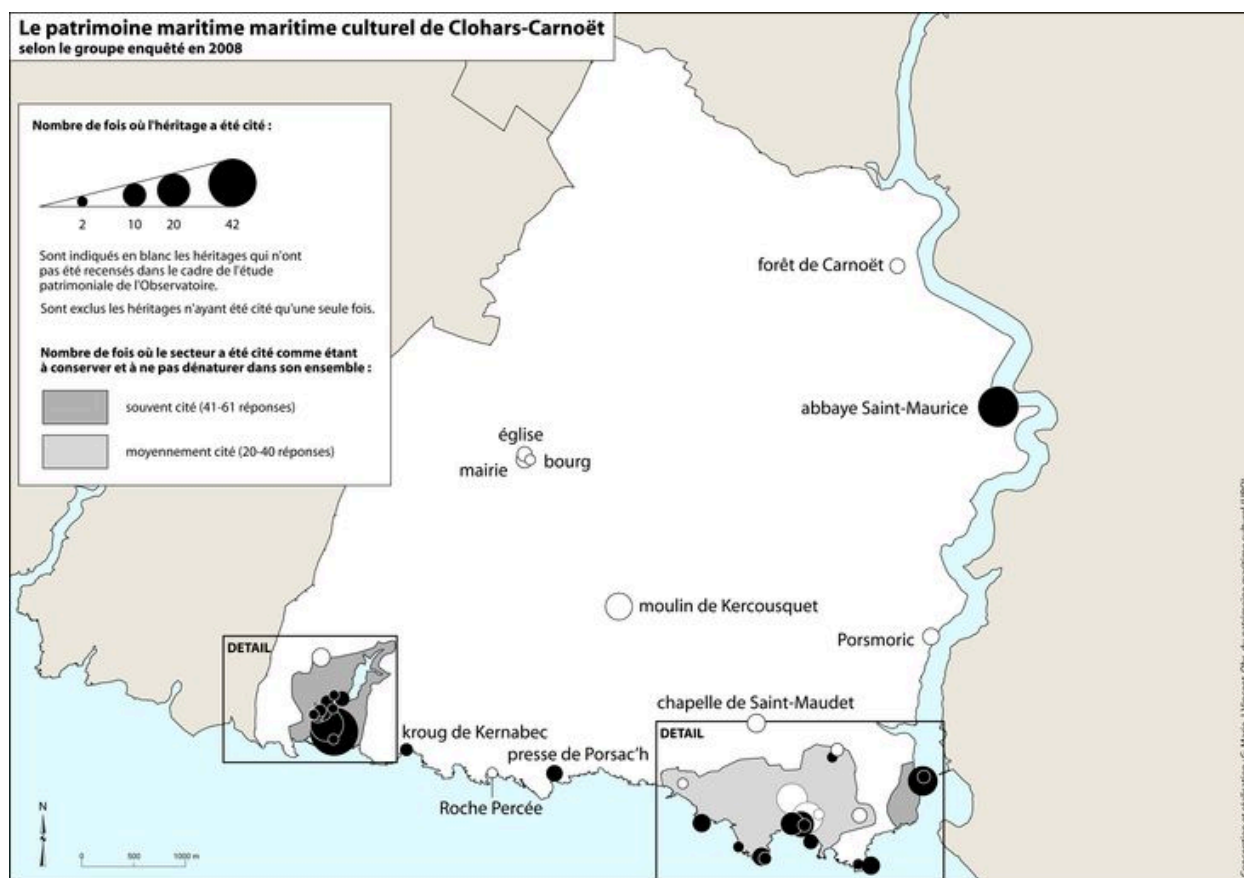 Le patrimoine maritime maritime culturel de Clohars-Carnoët
selon le groupe enquêté en 2008
Nombre de fois où l'héritage a été cité :
2 10 20 42
Sont indiqués en blanc les héritages qui n'ont
pas été recensés dans le cadre de l'étude
patrimoniale de l'Observatoire.
Sont exclus les héritages n'ayant été cité qu'une seule fois.
Nombre de fois où le secteur a été cité comme étant
à conserver et à ne pas dénaturer dans son ensemble :
souvent cité (41-61 réponses)
moyennement cité (20-40 réponses)
forêt de Carnoët
abbaye Saint-Maurice
église
mairie
bourg
moulin de Kercousquet
Porsmoric
DETAIL
chapelle de Saint-Maudet
DETAIL
kroug de Kernabec
presse de Porsac'h
Roche Percée
N
0 500 1000 m